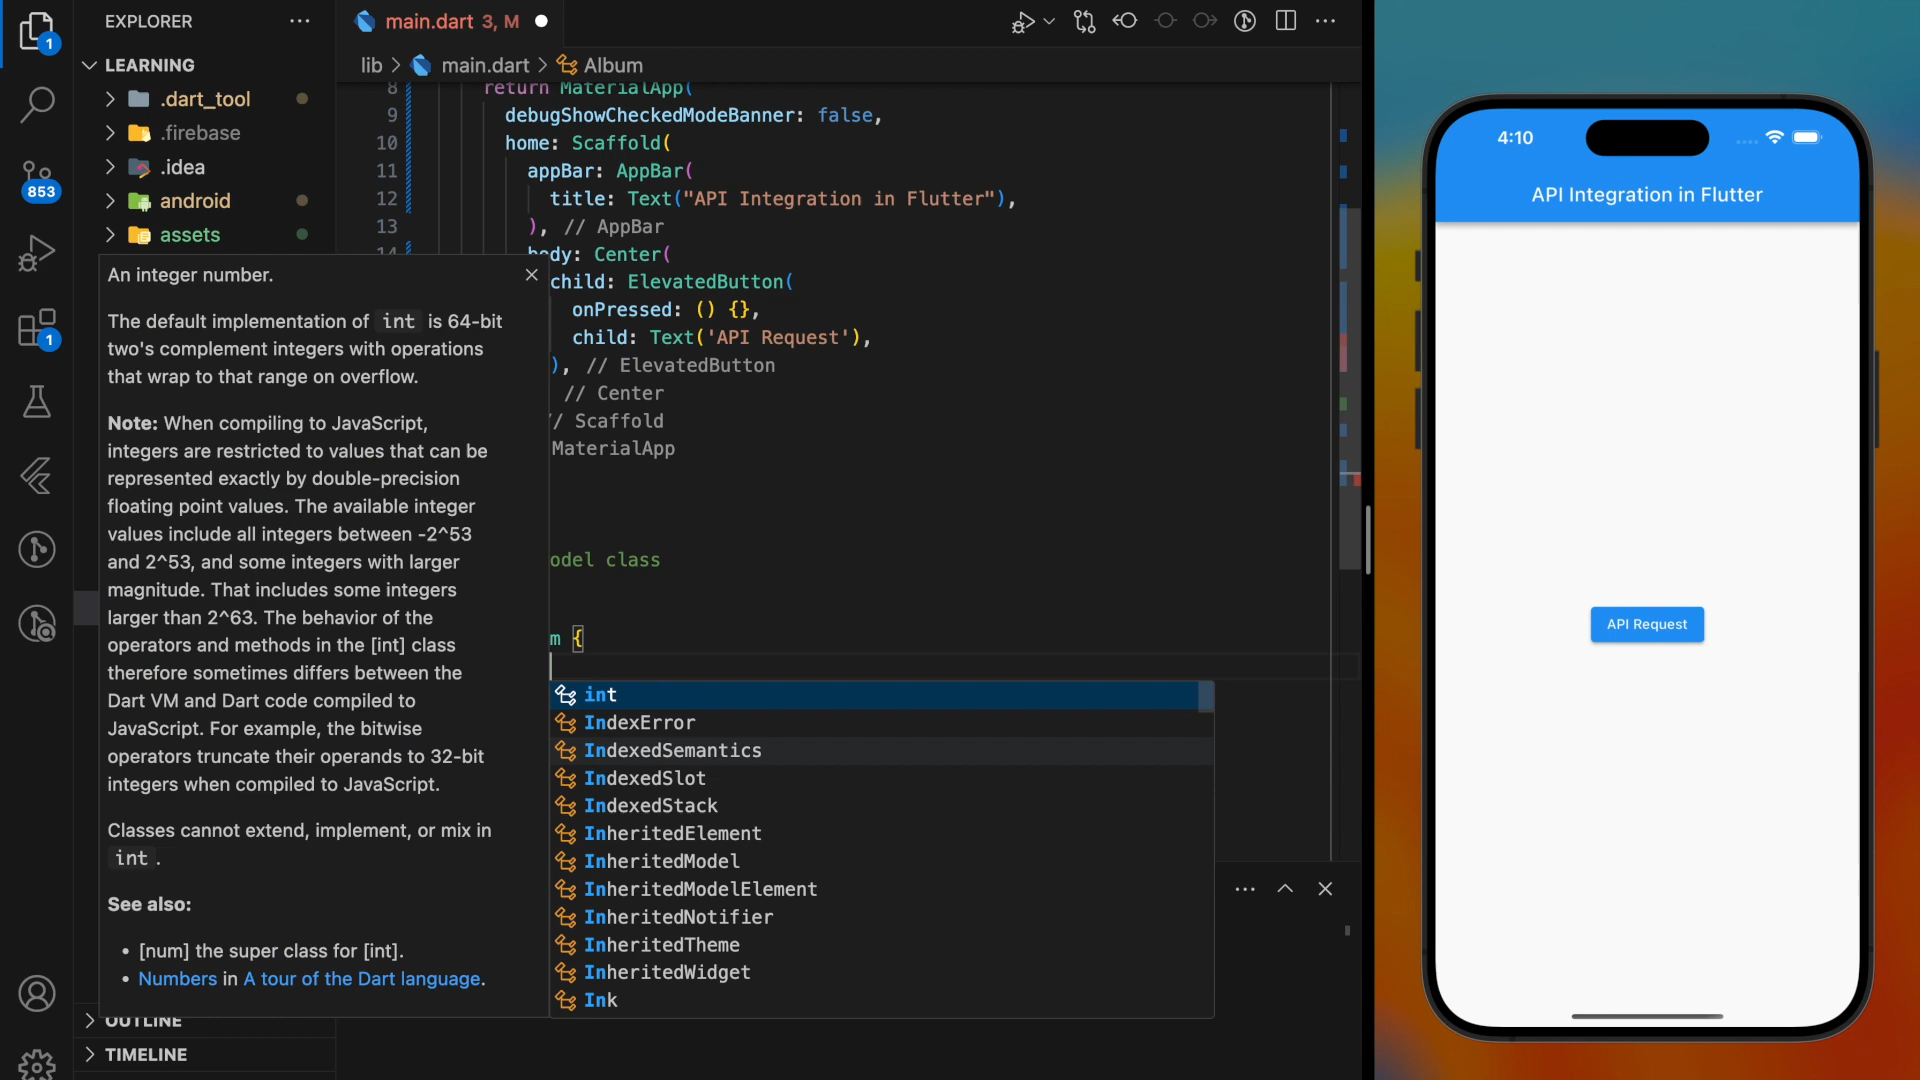 EXPLORER
main.dart 3, M
1
LEARNING
lib > main.dart > Album
.dart_tool
.firebase
.idea
android
assets
853
1
8 return MaterialApp(
9 debugShowCheckedModeBanner: false,
10 home: Scaffold(
11 appBar: AppBar(
12 title: Text("API Integration in Flutter"),
13 ), // AppBar
14 body: Center(
child: ElevatedButton(
onPressed: () {},
child: Text('API Request'),
), // ElevatedButton
// Center
// Scaffold
MaterialApp
odel class
m {
An integer number.
The default implementation of int is 64-bit
two's complement integers with operations
that wrap to that range on overflow.
Note: When compiling to JavaScript,
integers are restricted to values that can be
represented exactly by double-precision
floating point values. The available integer
values include all integers between -2^53
and 2^53, and some integers with larger
magnitude. That includes some integers
larger than 2^63. The behavior of the
operators and methods in the [int] class
therefore sometimes differs between the
Dart VM and Dart code compiled to
JavaScript. For example, the bitwise
operators truncate their operands to 32-bit
integers when compiled to JavaScript.
Classes cannot extend, implement, or mix in
int .
See also:
• [num] the super class for [int].
• Numbers in A tour of the Dart language.
int
IndexError
IndexedSemantics
IndexedSlot
IndexedStack
InheritedElement
InheritedModel
InheritedModelElement
InheritedNotifier
InheritedTheme
InheritedWidget
Ink
OUTLINE
TIMELINE
4:10
API Integration in Flutter
API Request